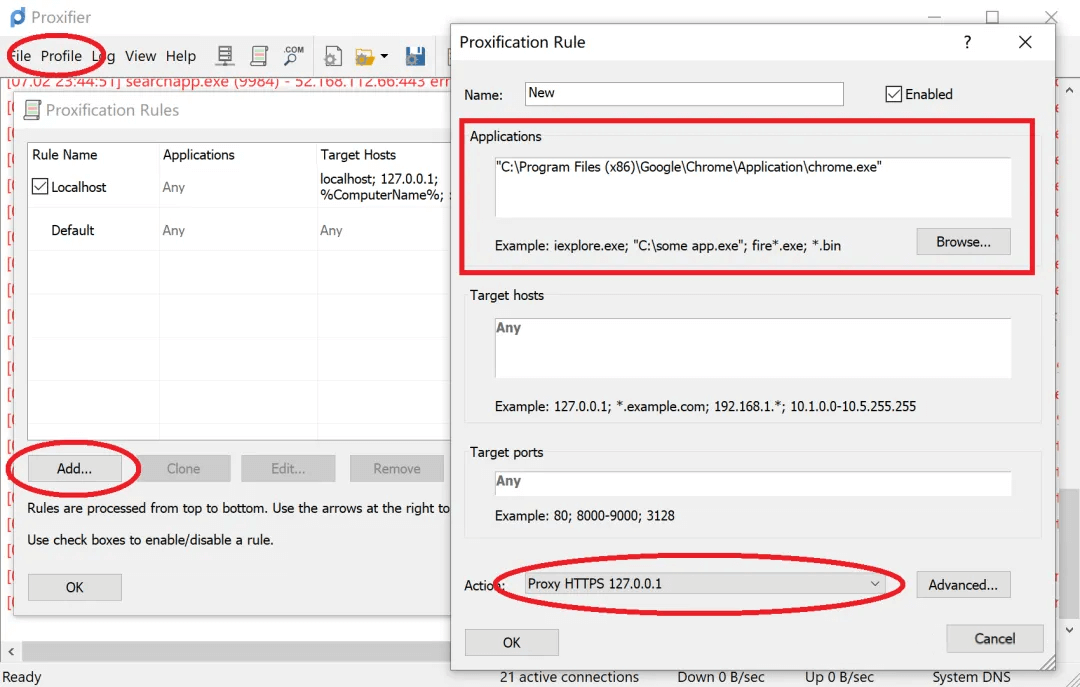 Proxifier
File Profile Log View Help
.COM
[07.02 23:44:51] searchapp.exe (9984) - 52.168.112.66:443 err
Proxification Rules
Rule Name Applications Target Hosts
Localhost Any localhost; 127.0.0.1;
%ComputerName%;
Default Any Any
Add... Clone Edit... Remove
Rules are processed from top to bottom. Use the arrows at the right to
Use check boxes to enable/disable a rule.
OK
Proxification Rule
?
Name: New Enabled
Applications
"C:\Program Files (x86)\Google\Chrome\Application\chrome.exe"
Example: iexplore.exe; "C:\some app.exe"; fire*.exe; *.bin
Browse...
Target hosts
Any
Example: 127.0.0.1; *.example.com; 192.168.1.*; 10.1.0.0-10.5.255.255
Target ports
Any
Example: 80; 8000-9000; 3128
Action: Proxy HTTPS 127.0.0.1 Advanced...
OK Cancel
Ready 21 active connections Down 0 B/sec Up 0 B/sec System DNS